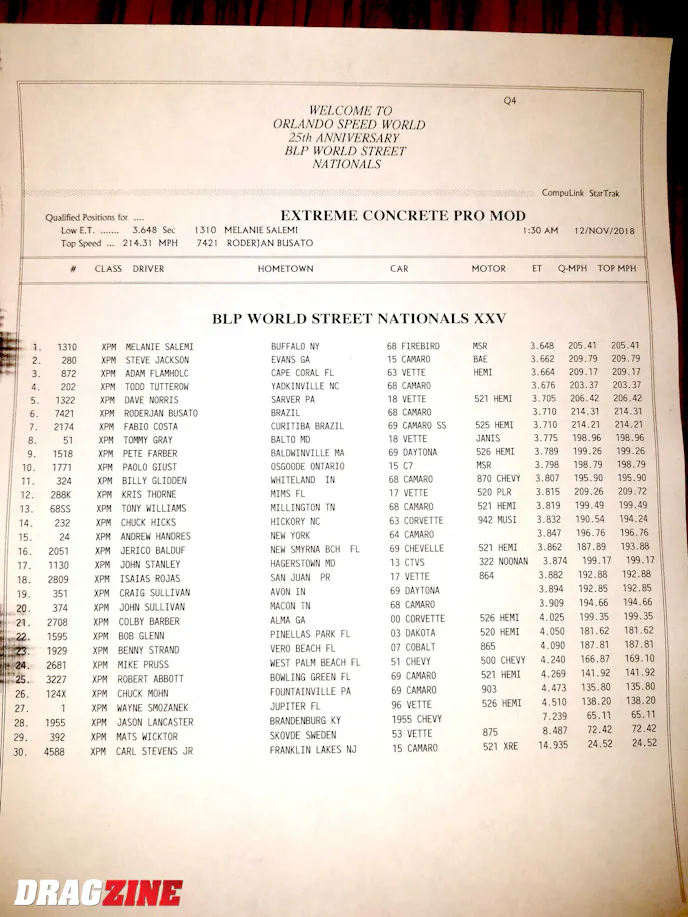 Q4
WELCOME TO
ORLANDO SPEED WORLD
25th ANNIVERSARY
BLP WORLD STREET
NATIONALS
CompuLink StarTrak
Qualified Positions for .... EXTREME CONCRETE PRO MOD
Low E.T. ....... 3.648 Sec 1310 MELANIE SALEMI 1:30 AM 12/NOV/2018
Top Speed ... 214.31 MPH 7421 RODERJAN BUSATO
# CLASS DRIVER HOMETOWN CAR MOTOR ET Q-MPH TOP MPH
BLP WORLD STREET NATIONALS XXV
1. 1310 XPM MELANIE SALEMI BUFFALO NY 68 FIREBIRD MSR 3.648 205.41 205.41
2. 280 XPM STEVE JACKSON EVANS GA 15 CAMARO BAE 3.662 209.79 209.79
3. 872 XPM ADAM FLAMHOLC CAPE CORAL FL 63 VETTE HEMI 3.664 209.17 209.17
4. 202 XPM TODD TUTTEROW YADKINVILLE NC 68 CAMARO 3.676 203.37 203.37
5. 1322 XPM DAVE NORRIS SARVER PA 18 VETTE 521 HEMI 3.705 206.42 206.42
6. 7421 XPM RODERJAN BUSATO BRAZIL 68 CAMARO 3.710 214.31 214.31
7. 2174 XPM FABIO COSTA CURITIBA BRAZIL 69 CAMARO SS 525 HEMI 3.710 214.21 214.21
8. 51 XPM TOMMY GRAY BALTO MD 18 VETTE JANIS 3.775 198.96 198.96
9. 1518 XPM PETE FARBER BALDWINVILLE MA 69 DAYTONA 526 HEMI 3.789 199.26 199.26
10. 1771 XPM PAOLO GIUST OSGOODE ONTARIO 15 C7 MSR 3.798 198.79 198.79
11. 324 XPM BILLY GLIDDEN WHITELAND IN 68 CAMARO 870 CHEVY 3.807 195.90 195.90
12. 288K XPM KRIS THORNE MIMS FL 17 VETTE 520 PLR 3.815 209.26 209.72
13. 68SS XPM TONY WILLIAMS MILLINGTON TN 68 CAMARO 521 HEMI 3.819 199.49 199.49
14. 232 XPM CHUCK HICKS HICKORY NC 63 CORVETTE 942 MUSI 3.832 190.54 194.24
15. 24 XPM ANDREW HANDRES NEW YORK 64 CAMARO 3.847 196.76 196.76
16. 2051 XPM JERICO BALDUF NEW SMYRNA BCH FL 69 CHEVELLE 521 HEMI 3.862 187.89 193.88
17. 1130 XPM JOHN STANLEY HAGERSTOWN MD 13 CTVS 322 NOONAN 3.874 199.17 199.17
18. 2809 XPM ISAIAS ROJAS SAN JUAN PR 17 VETTE 864 3.882 192.88 192.88
19. 351 XPM CRAIG SULLIVAN AVON IN 69 DAYTONA 3.894 192.85 192.85
20. 374 XPM JOHN SULLIVAN MACON TN 68 CAMARO 3.909 194.66 194.66
21. 2708 XPM COLBY BARBER ALMA GA 00 CORVETTE 526 HEMI 4.025 199.35 199.35
22. 1595 XPM BOB GLENN PINELLAS PARK FL 03 DAKOTA 520 HEMI 4.050 181.62 181.62
23. 1929 XPM BENNY STRAND VERO BEACH FL 07 COBALT 865 4.090 187.81 187.81
24. 2681 XPM MIKE PRUSS WEST PALM BEACH FL 51 CHEVY 500 CHEVY 4.240 166.87 169.10
25. 3227 XPM ROBERT ABBOTT BOWLING GREEN FL 69 CAMARO 521 HEMI 4.269 141.92 141.92
26. 124X XPM CHUCK MOHN FOUNTAINVILLE PA 69 CAMARO 903 4.473 135.80 135.80
27. 1 XPM WAYNE SMOZANEK JUPITER FL 96 VETTE 526 HEMI 4.510 138.20 138.20
28. 1955 XPM JASON LANCASTER BRANDENBURG KY 1955 CHEVY 7.239 65.11 65.11
29. 392 XPM MATS WICKTOR SKOVDE SWEDEN 53 VETTE 875 8.487 72.42 72.42
30. 4588 XPM CARL STEVENS JR FRANKLIN LAKES NJ 15 CAMARO 521 XRE 14.935 24.52 24.52
DRAGZINE